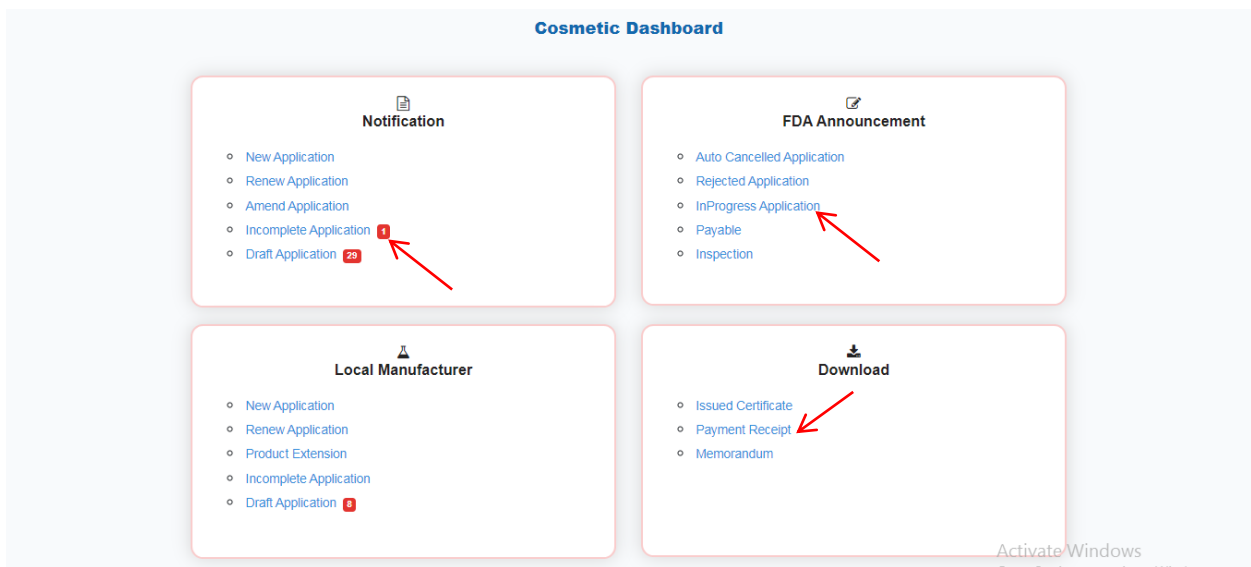 Cosmetic Dashboard
Notification
New Application
Renew Application
Amend Application
Incomplete Application 1
Draft Application 29
FDA Announcement
Auto Cancelled Application
Rejected Application
InProgress Application
Payable
Inspection
Local Manufacturer
New Application
Renew Application
Product Extension
Incomplete Application
Draft Application 8
Download
Issued Certificate
Payment Receipt
Memorandum
Activate Windows